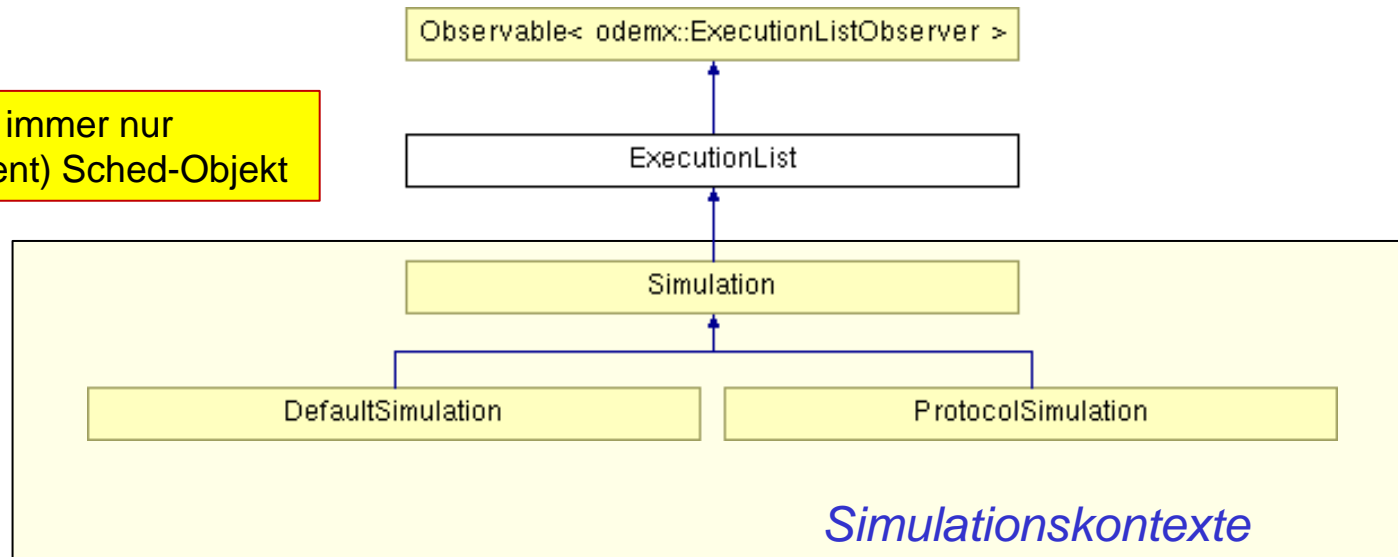 Observable< odemx::ExecutionListObserver >
immer nur
ent) Sched-Objekt
ExecutionList
Simulation
DefaultSimulation
ProtocolSimulation
Simulationskontexte